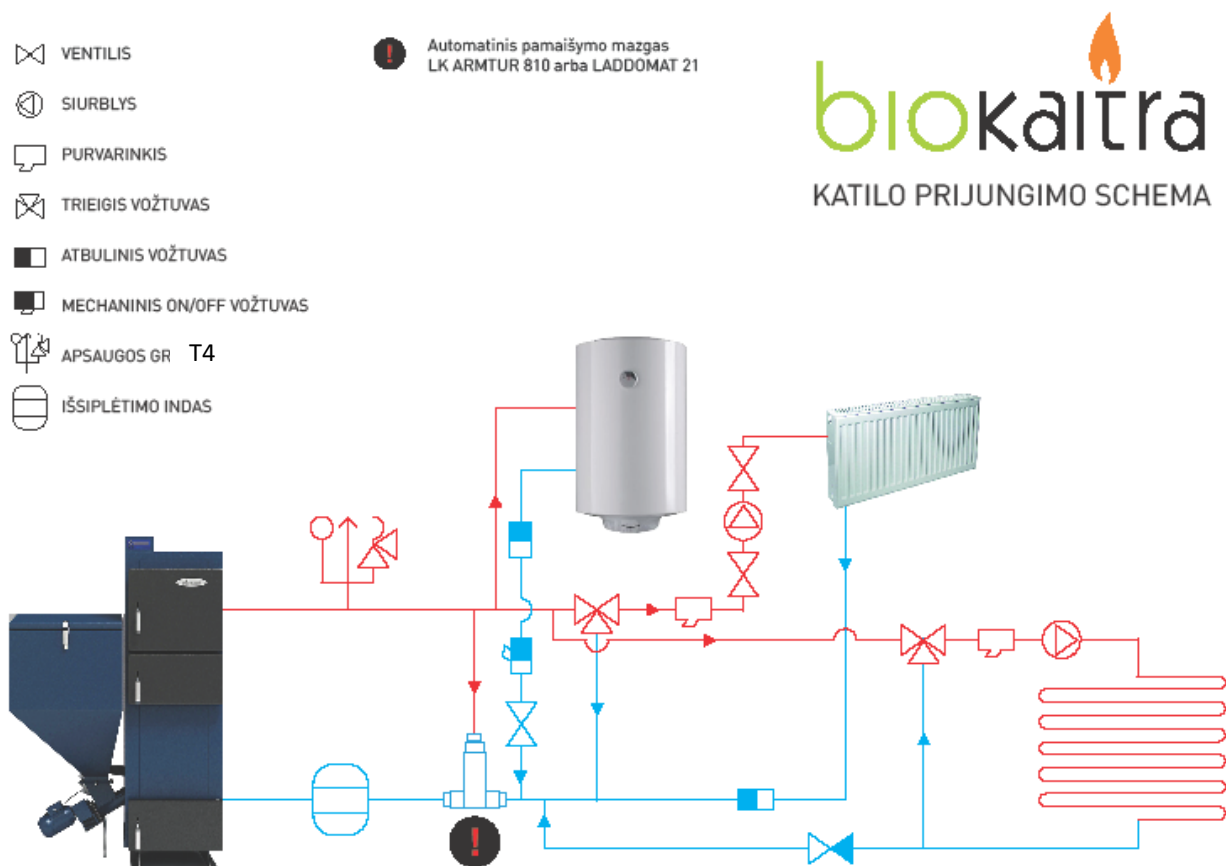 VENTILIS
SIURBLYS
PURVARINKIS
TRIEIGIS VOŽTUVAS
ATBULINIS VOŽTUVAS
MECHANINIS ON/OFF VOŽTUVAS
APSAUGOS GR T4
IŠSIPLĖTIMO INDAS
! Automatinis pamaišymo mazgas
LK ARMTUR 810 arba LADDOMAT 21
biokaitra
KATILO PRIJUNGIMO SCHEMA
!